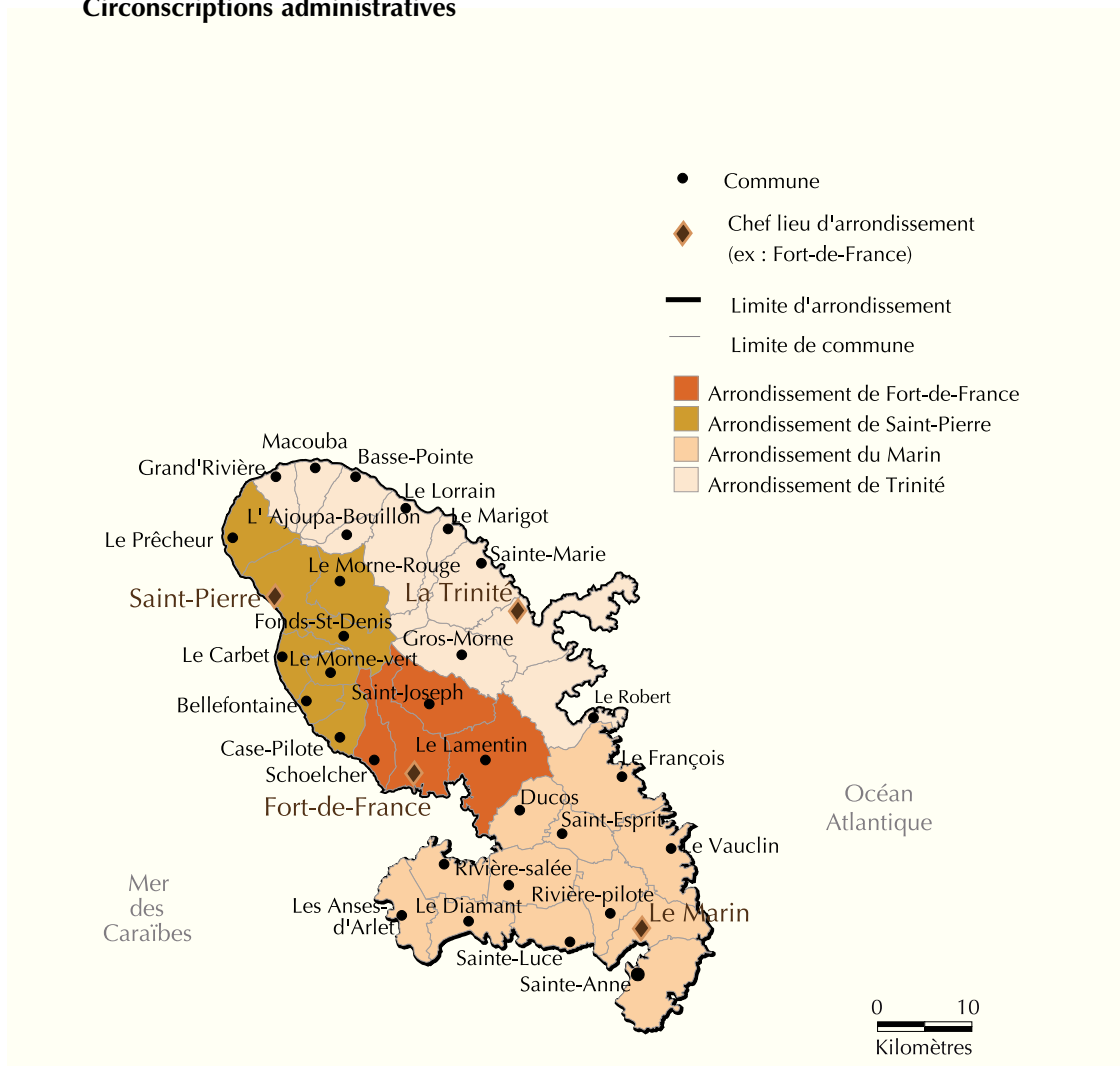 Circonscriptions administratives
Commune
Chef lieu d'arrondissement
(ex : Fort-de-France)
Limite d'arrondissement
Limite de commune
Arrondissement de Fort-de-France
Arrondissement de Saint-Pierre
Arrondissement du Marin
Arrondissement de Trinité
Macouba
Grand'Rivière
Basse-Pointe
Le Lorrain
L' Ajoupa-Bouillon
Le Marigot
Le Prêcheur
Sainte-Marie
Le Morne-Rouge
Saint-Pierre
La Trinité
Fonds-St-Denis
Gros-Morne
Le Carbet
Le Morne-vert
Saint-Joseph
Bellefontaine
Le Robert
Case-Pilote
Le Lamentin
Le François
Schoelcher
Fort-de-France
Ducos
Saint-Esprit
Océan
Atlantique
Le Vauclin
Rivière-salée
Mer
des
Caraïbes
Rivière-pilote
Les Anses-
d'Arlet
Le Diamant
Le Marin
Sainte-Luce
Sainte-Anne
0 10
Kilomètres